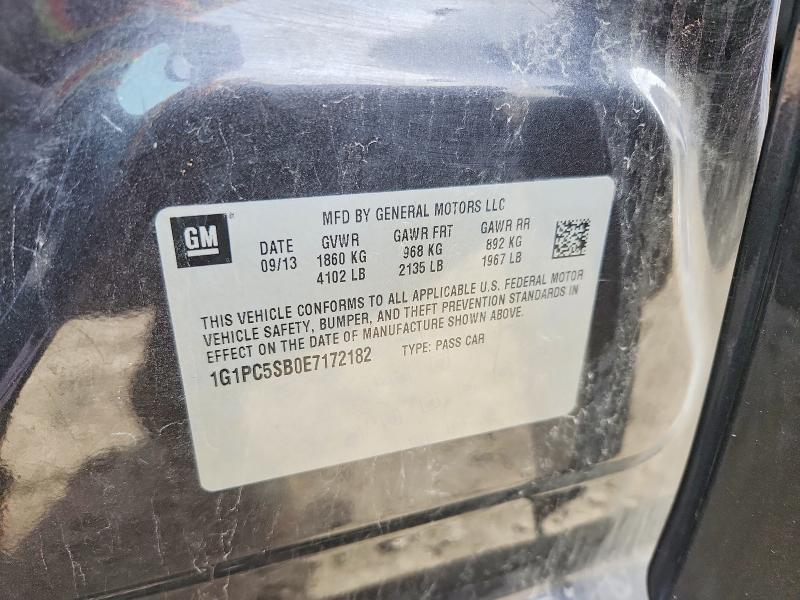 GM
MFD BY GENERAL MOTORS LLC
DATE GVWR GAWR FRT GAWR RR
09/13 1860 KG 968 KG 892 KG
4102 LB 2135 LB 1967 LB
THIS VEHICLE CONFORMS TO ALL APPLICABLE U.S. FEDERAL MOTOR
VEHICLE SAFETY, BUMPER, AND THEFT PREVENTION STANDARDS IN
EFFECT ON THE DATE OF MANUFACTURE SHOWN ABOVE.
1G1PC5SB0E7172182 TYPE: PASS CAR